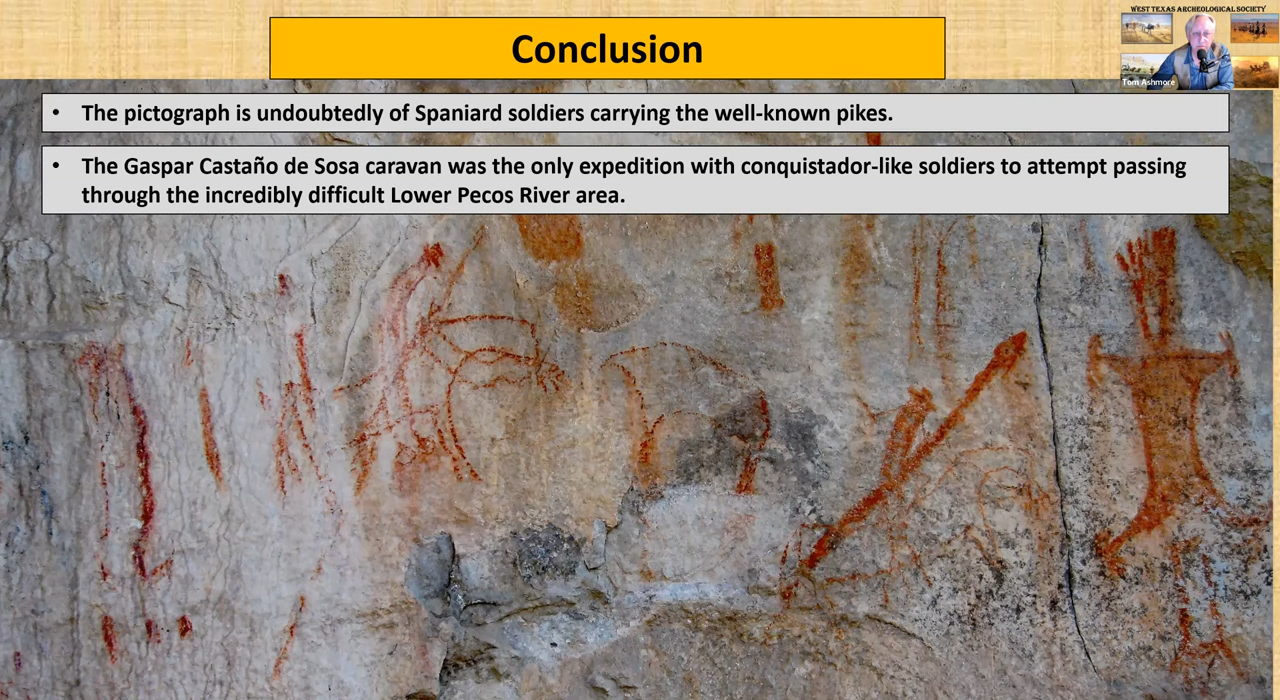 WEST TEXAS ARCHEOLOGICAL SOCIETY
Conclusion
Tom Ashmore
• The pictograph is undoubtedly of Spaniard soldiers carrying the well-known pikes.
• The Gaspar Castaño de Sosa caravan was the only expedition with conquistador-like soldiers to attempt passing
through the incredibly difficult Lower Pecos River area.